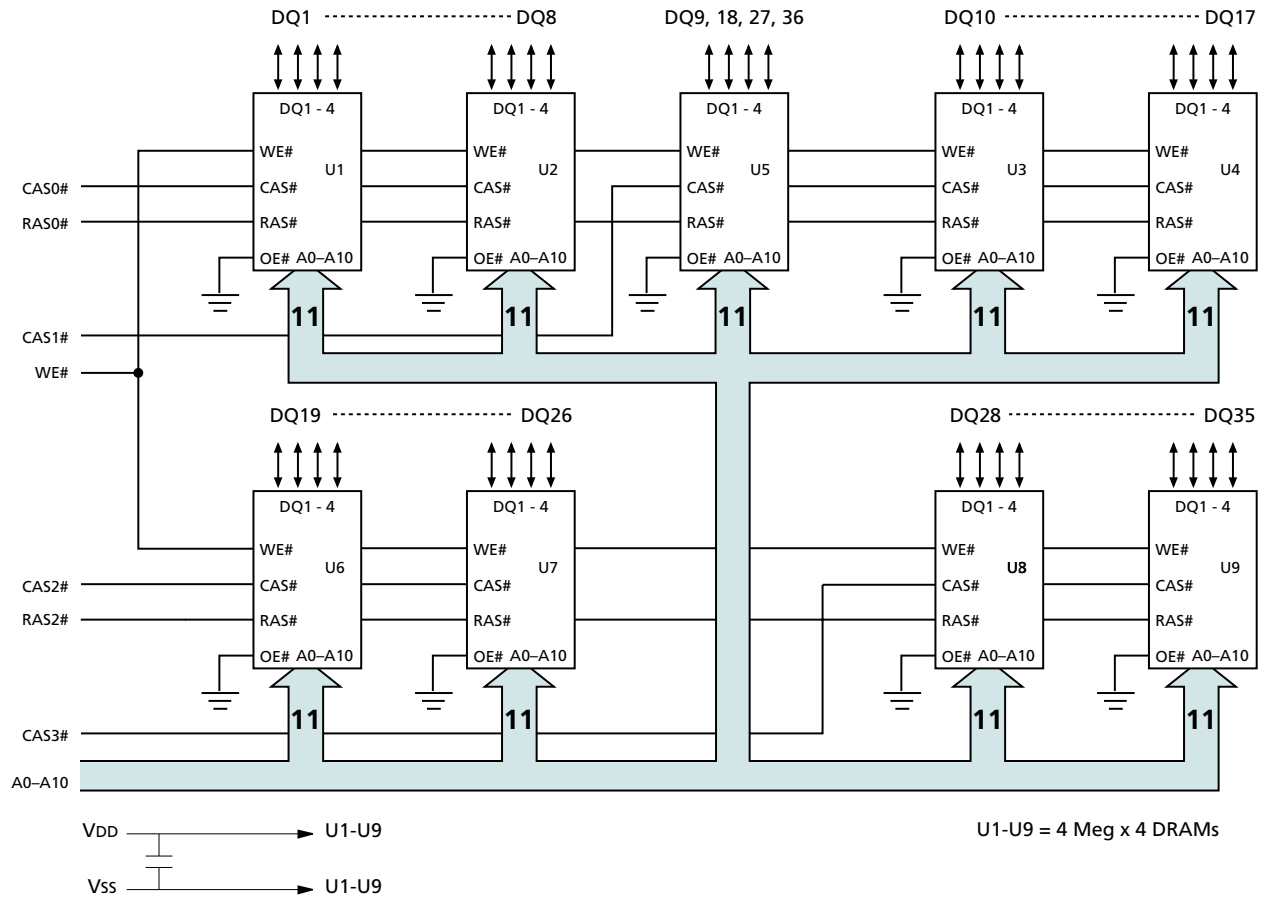 DQ1 DQ8 DQ9, 18, 27, 36 DQ10 DQ17
DQ1 - 4 DQ1 - 4 DQ1 - 4 DQ1 - 4 DQ1 - 4
WE# WE# WE# WE# WE#
U1 U2 U5 U3 U4
CAS0# CAS# CAS# CAS# CAS# CAS#
RAS0# RAS# RAS# RAS# RAS# RAS#
OE# A0–A10 OE# A0–A10 OE# A0–A10 OE# A0–A10 OE# A0–A10
11 11 11 11 11
CAS1#
WE#
DQ19 DQ26 DQ28 DQ35
DQ1 - 4 DQ1 - 4 DQ1 - 4 DQ1 - 4
WE# WE# WE# WE#
U6 U7 U8 U9
CAS2# CAS# CAS# CAS# CAS#
RAS2# RAS# RAS# RAS# RAS#
OE# A0–A10 OE# A0–A10 OE# A0–A10 OE# A0–A10
11 11 11 11
CAS3#
A0–A10
VDD U1-U9 U1-U9 = 4 Meg x 4 DRAMs
Vss U1-U9